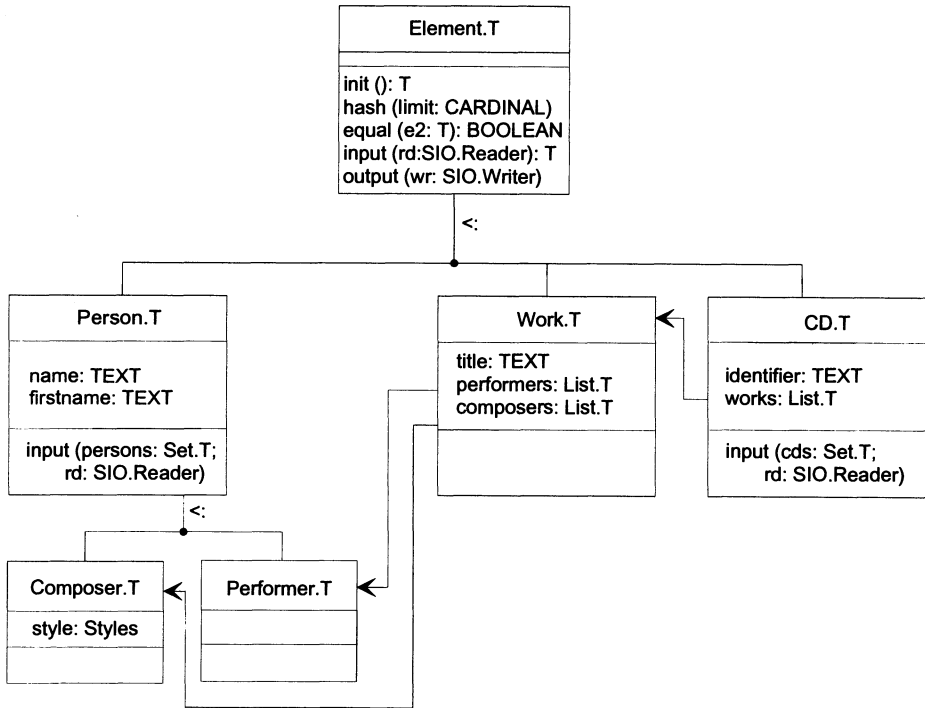 Element.T
init (): T
hash (limit: CARDINAL)
equal (e2: T): BOOLEAN
input (rd:SIO.Reader): T
output (wr: SIO.Writer)
<:
Person.T
name: TEXT
firstname: TEXT
input (persons: Set.T;
rd: SIO.Reader)
Work.T
title: TEXT
performers: List.T
composers: List.T
CD.T
identifier: TEXT
works: List.T
input (cds: Set.T;
rd: SIO.Reader)
<:
Composer.T
style: Styles
Performer.T